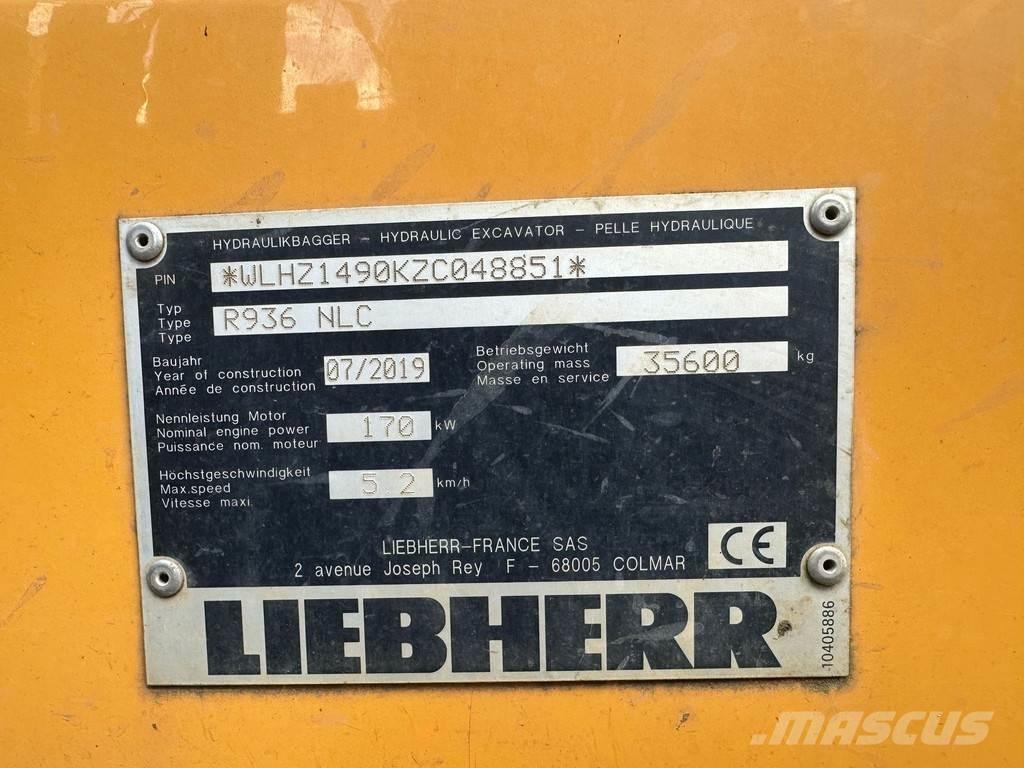 HYDRAULIKBAGGER – HYDRAULIC EXCAVATOR – PELLE HYDRAULIQUE
PIN *WLHZ1490KZC048851*
Typ
Type
Type
R936 NLC
Baujahr
Year of construction
Année de construction
07/2019
Betriebsgewicht
Operating mass
Masse en service
35600 kg
Nennleistung Motor
Nominal engine power
Puissance nom. moteur
170 kW
Höchstgeschwindigkeit
Max.speed
Vitesse maxi.
5 2 km/h
LIEBHERR–FRANCE SAS
2 avenue Joseph Rey F – 68005 COLMAR
CE
LIEBHERR
10405886
MASCUS